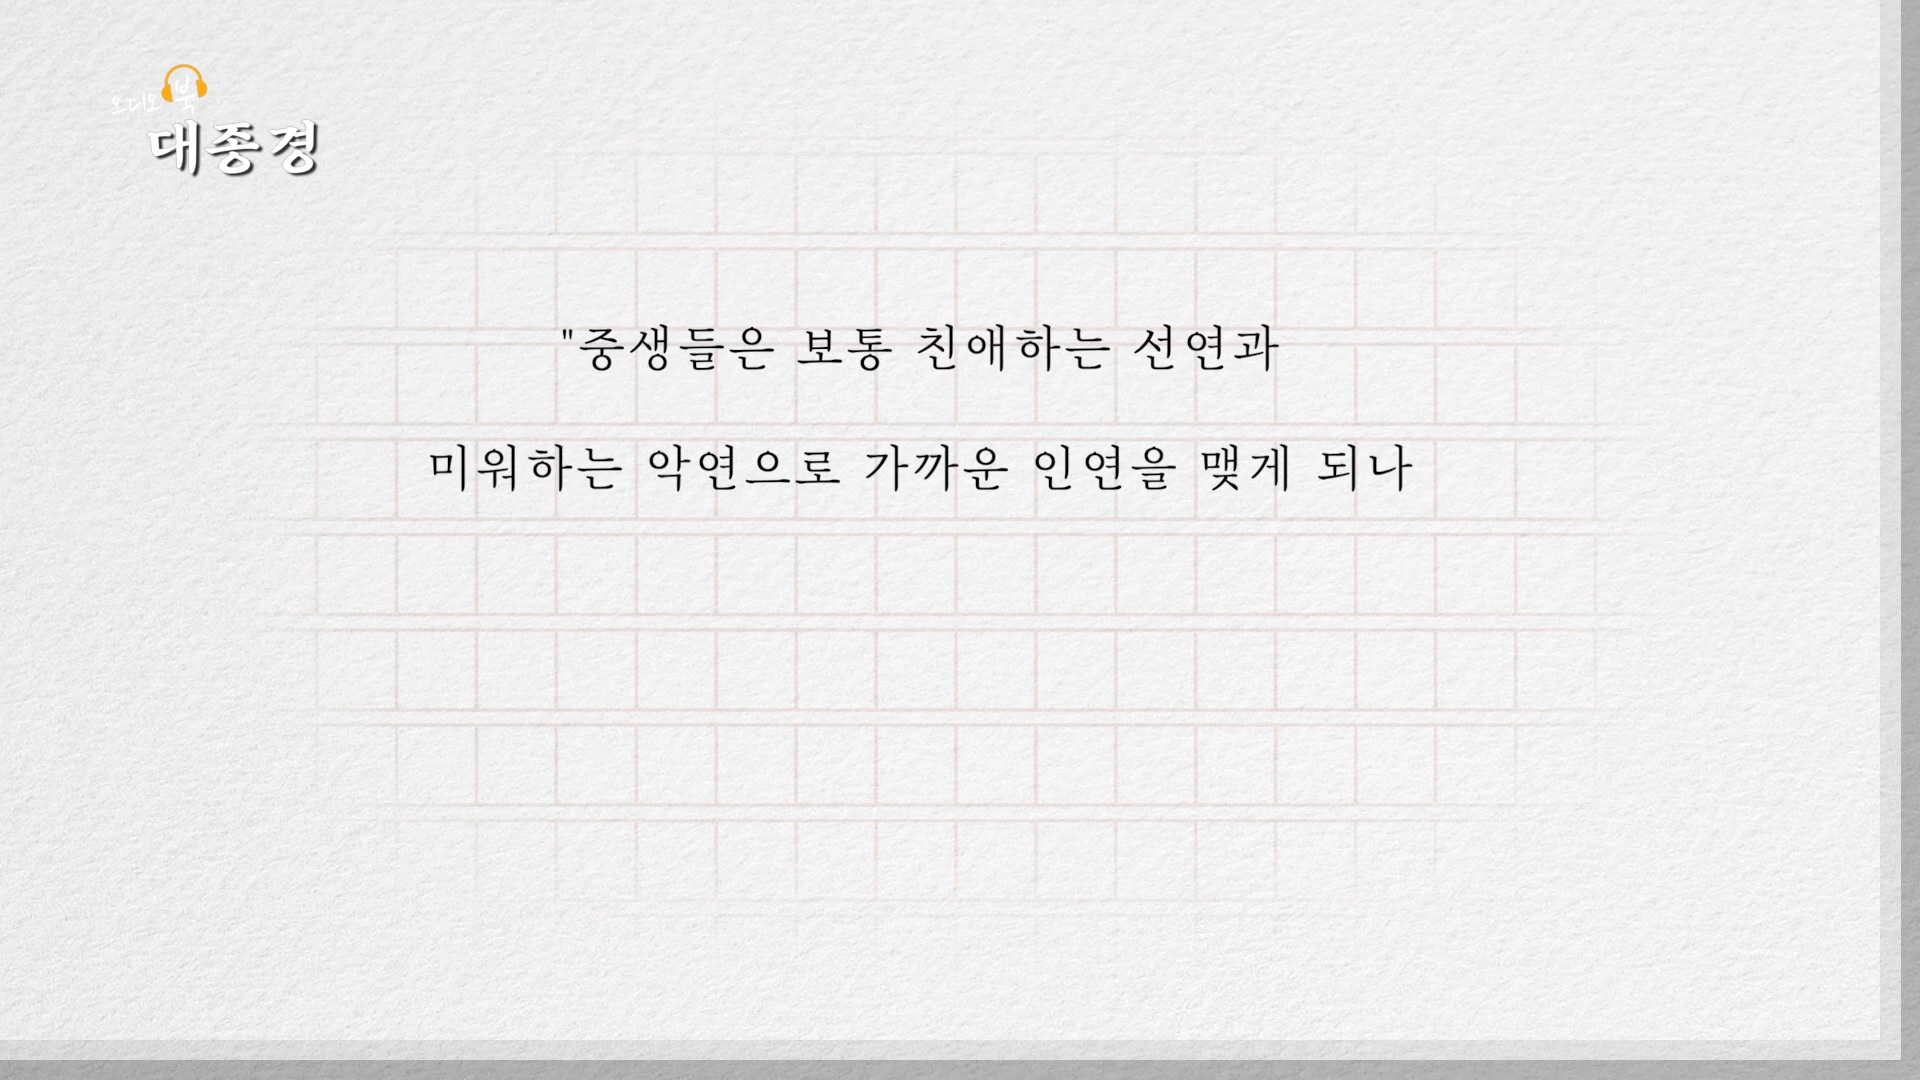 오디오 북
대종경
"중생들은 보통 친애하는 선연과
미워하는 악연으로 가까운 인연을 맺게 되나